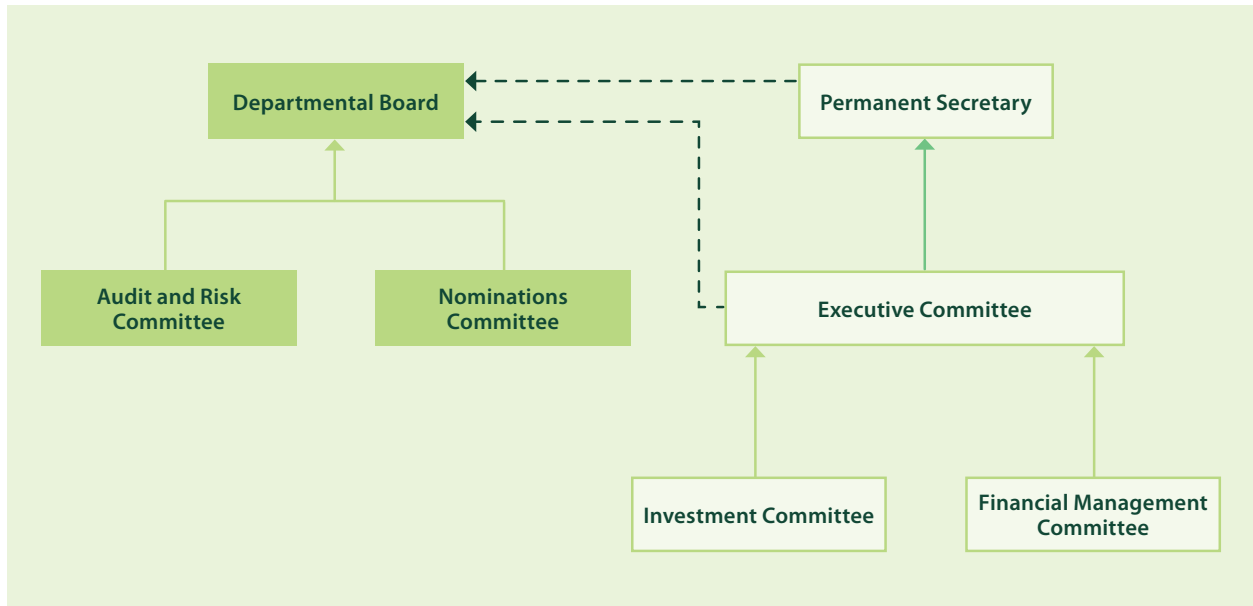 Departmental Board
Permanent Secretary
Audit and Risk
Committee
Nominations
Committee
Executive Committee
Investment Committee
Financial Management
Committee